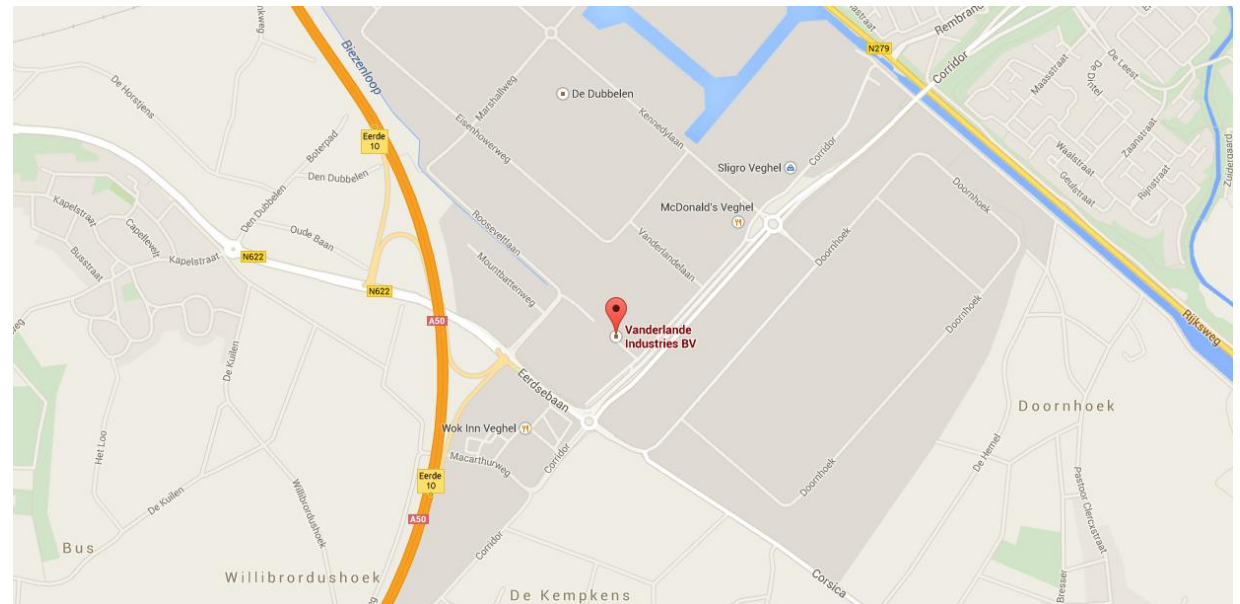 N279
Rembrand
Corridor
De Horstjens
Biezenloop
Marshallweg
De Dubbelen
Kennedylaan
Eisenhowerweg
Maasstraat
De Dintel
De Leest
Zaanstraat
Waalstraat
Geulstraat
Rijnstraat
Zuidergaard
Eerde
10
Boterpad
Den Dubbelen
Den Dubbelen
Sligro Veghel
Corridor
McDonald's Veghel
Doornhoek
Kapelstraat
Capellevelt
Busstraat
Kapelstraat
Oude Baan
N622
N622
Rooseveltlaan
Mountbattenweg
Vanderlandelaan
Doornhoek
Doornhoek
A50
Vanderlande
Industries BV
Rijksweg
De Kuilen
Eerdsebaan
Wok Inn Veghel
Macarthurweg
Corridor
Doornhoek
De Hemel
Doornhoek
Het Loo
De Kuilen
Willibrordushoek
Eerde
10
A50
Corridor
Pastoor Clercxstraat
Bus
Willibrordushoek
De Kempkens
Corsica
Bresser